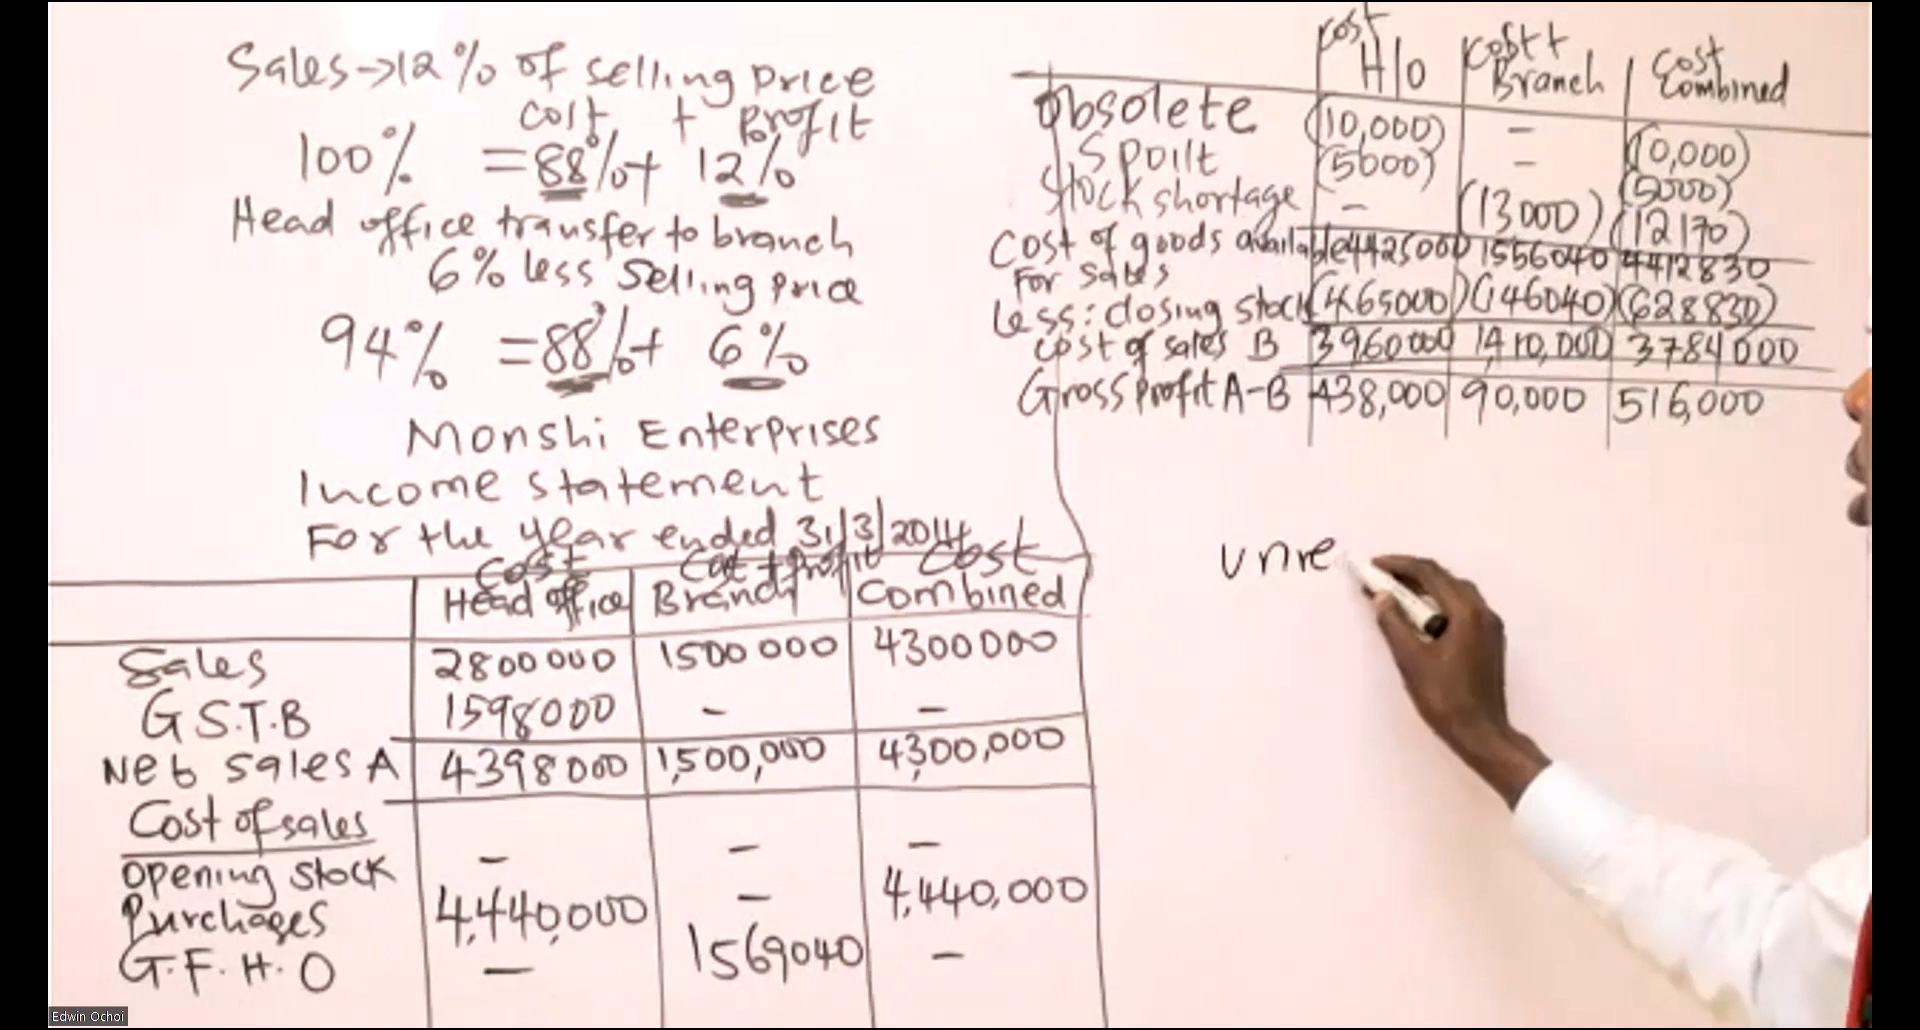 Sales→12% of selling price
cost + Profit
100% = 88% + 12%
Head office transfer to branch
6% less selling price
94% = 88% + 6%
Monshi Enterprises
Income statement
For the year ended 31/3/2014
Cost Cost + Profit Cost
Head office Branch Combined
Sales 2800000 1500000 4300000
G.S.T.B 1598000 - -
Net sales A 4398000 1,500,000 4,300,000
Cost of sales
Opening stock - - -
Purchases 4,440,000 - 4,440,000
G.F.H.O - 1569040 -
Cost Cost + Cost
H/O Branch Combined
Obsolete (10,000) - (10,000)
Spoilt (5000) - (5000)
Stock shortage - (13000) (12170)
Cost of goods available 4425000 1556040 4412830
For sales
Less: closing stock (465000) (146040) (628830)
Cost of sales B 3960000 1,410,000 3784000
Gross profit A-B 438,000 90,000 516,000
unre
Edwin Ochoi